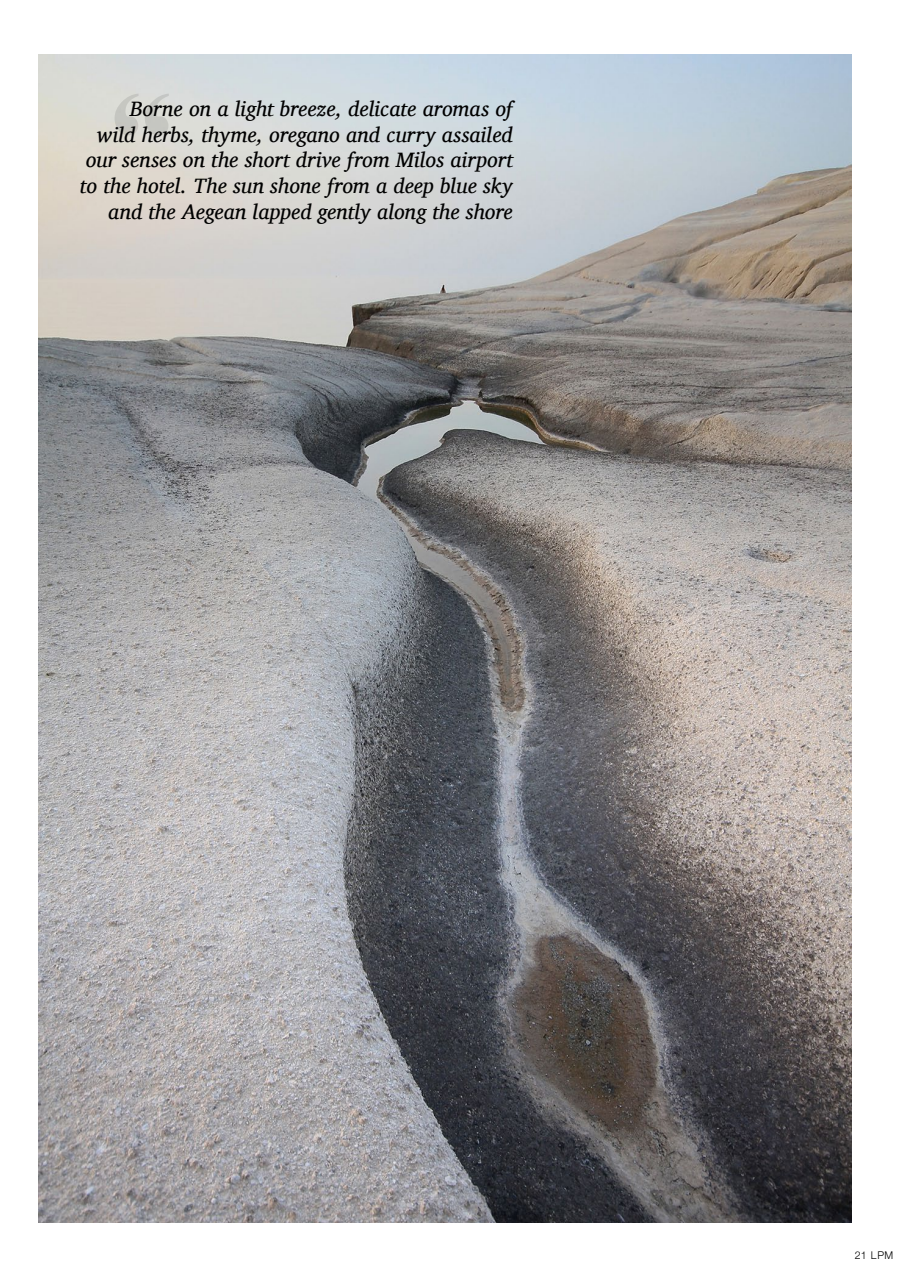 “
Borne on a light breeze, delicate aromas of
wild herbs, thyme, oregano and curry assailed
our senses on the short drive from Milos airport
to the hotel. The sun shone from a deep blue sky
and the Aegean lapped gently along the shore
21 LPM